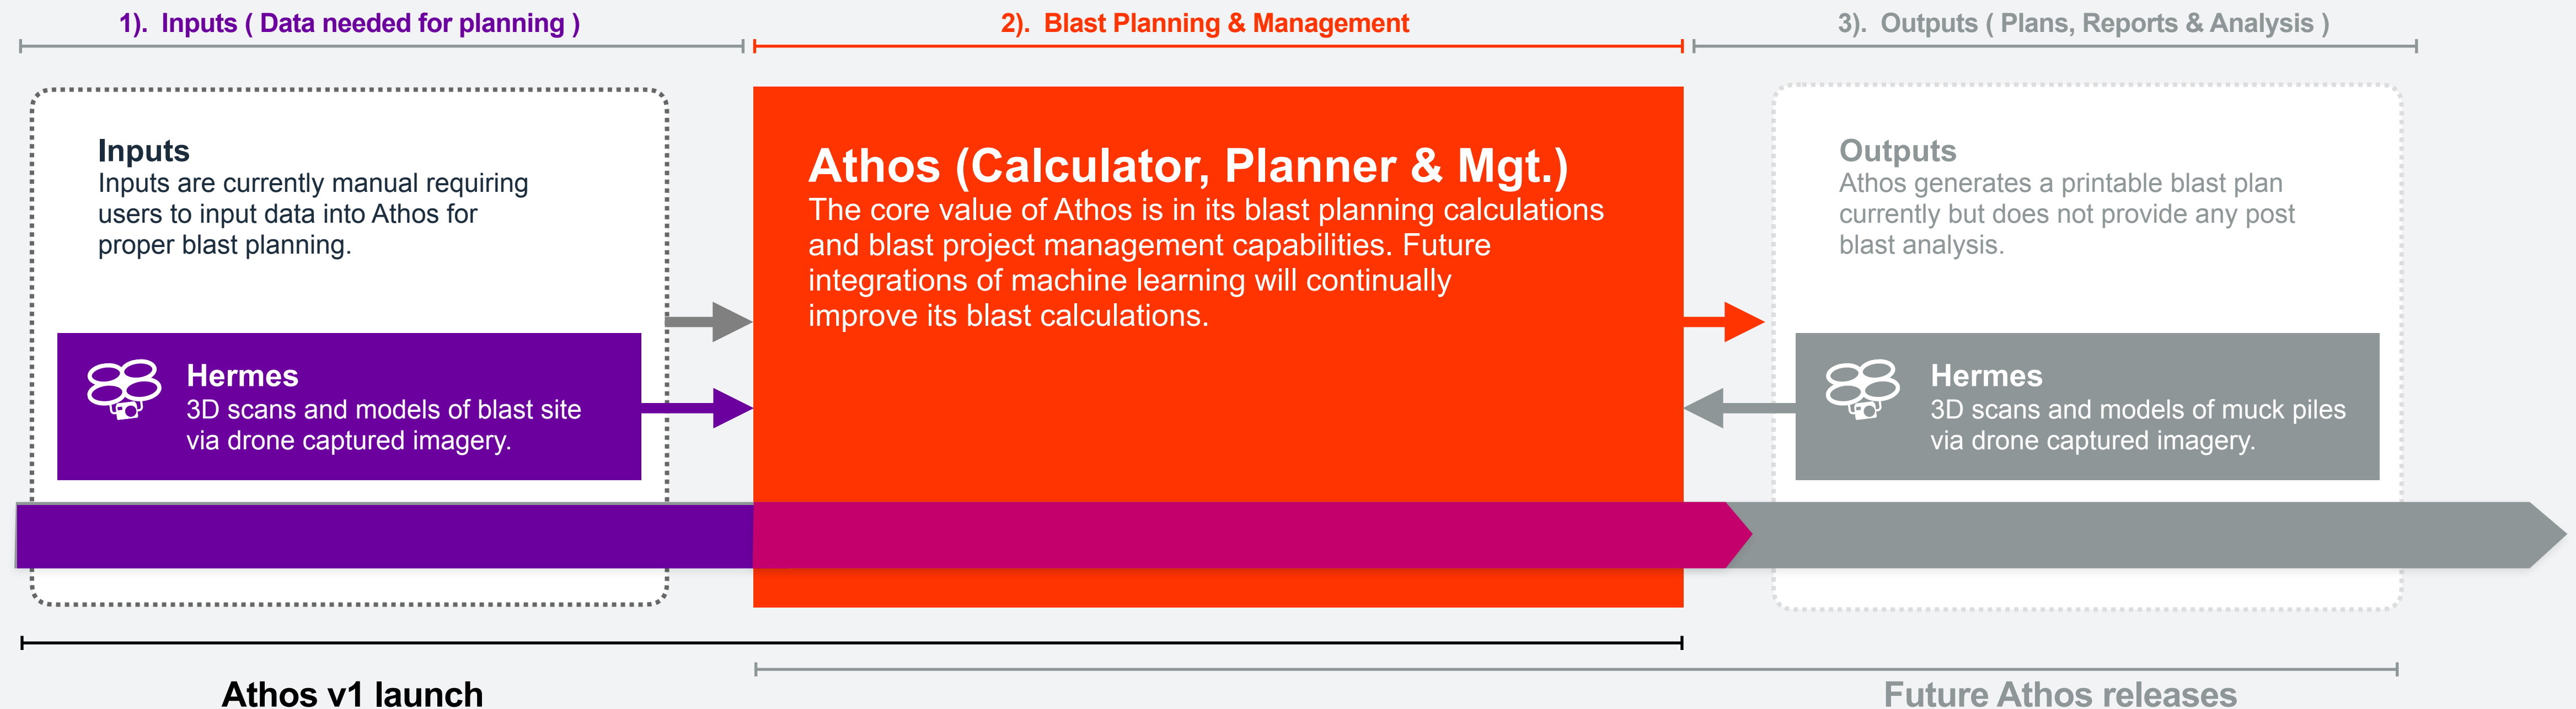 1). Inputs ( Data needed for planning )
2). Blast Planning & Management
3). Outputs ( Plans, Reports & Analysis )
Inputs
Inputs are currently manual requiring
users to input data into Athos for
proper blast planning.
Hermes
3D scans and models of blast site
via drone captured imagery.
Athos (Calculator, Planner & Mgt.)
The core value of Athos is in its blast planning calculations
and blast project management capabilities. Future
integrations of machine learning will continually
improve its blast calculations.
Outputs
Athos generates a printable blast plan
currently but does not provide any post
blast analysis.
Hermes
3D scans and models of muck piles
via drone captured imagery.
Athos v1 launch
Future Athos releases